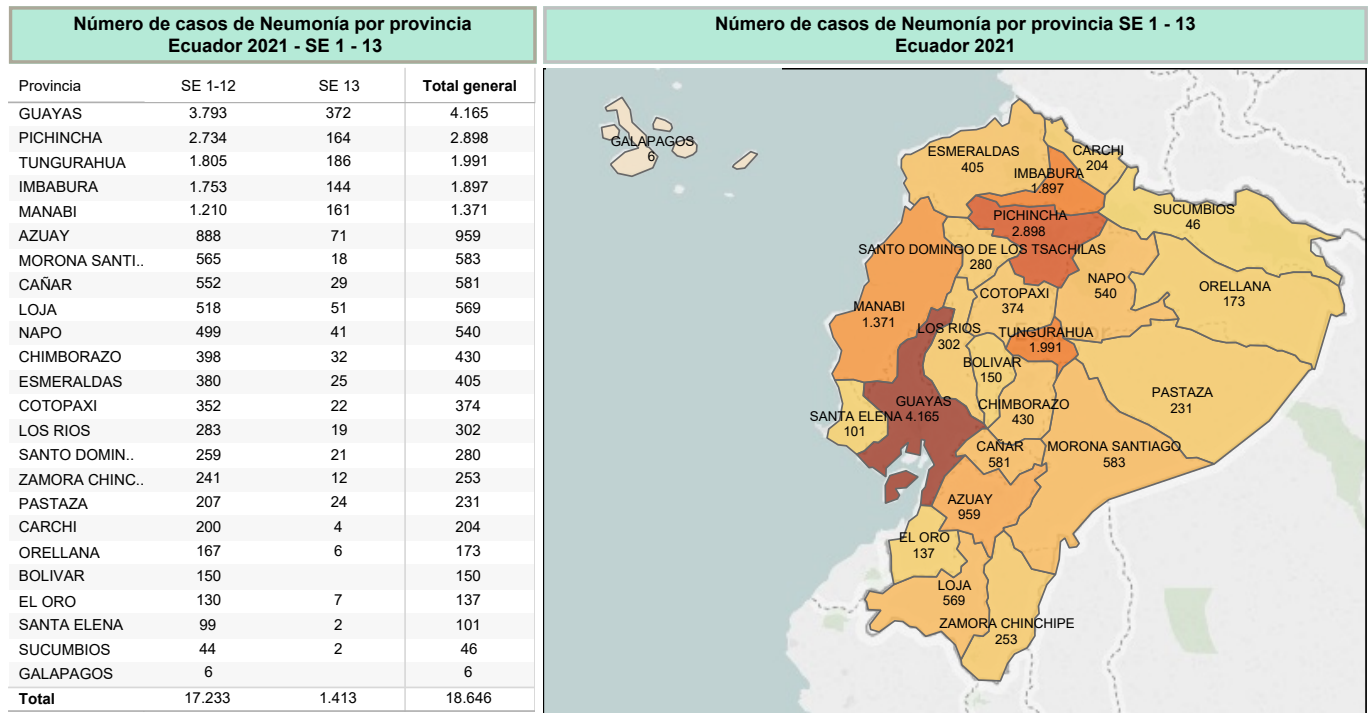 Número de casos de Neumonía por provincia
Ecuador 2021 - SE 1 - 13
Provincia SE 1-12 SE 13 Total general
GUAYAS 3.793 372 4.165
PICHINCHA 2.734 164 2.898
TUNGURAHUA 1.805 186 1.991
IMBABURA 1.753 144 1.897
MANABI 1.210 161 1.371
AZUAY 888 71 959
MORONA SANTI.. 565 18 583
CAÑAR 552 29 581
LOJA 518 51 569
NAPO 499 41 540
CHIMBORAZO 398 32 430
ESMERALDAS 380 25 405
COTOPAXI 352 22 374
LOS RIOS 283 19 302
SANTO DOMIN.. 259 21 280
ZAMORA CHINC.. 241 12 253
PASTAZA 207 24 231
CARCHI 200 4 204
ORELLANA 167 6 173
BOLIVAR 150 150
EL ORO 130 7 137
SANTA ELENA 99 2 101
SUCUMBIOS 44 2 46
GALAPAGOS 6 6
Total 17.233 1.413 18.646
Número de casos de Neumonía por provincia SE 1 - 13
Ecuador 2021
GALAPAGOS
6
ESMERALDAS
405
CARCHI
204
IMBABURA
1.897
PICHINCHA
2.898
SUCUMBIOS
46
SANTO DOMINGO DE LOS TSACHILAS
280
NAPO
540
ORELLANA
173
COTOPAXI
374
MANABI
1.371
LOS RIOS
302
TUNGURAHUA
1.991
BOLIVAR
150
PASTAZA
231
GUAYAS
4.165
CHIMBORAZO
430
SANTA ELENA
101
CAÑAR
581
MORONA SANTIAGO
583
AZUAY
959
EL ORO
137
LOJA
569
ZAMORA CHINCHIPE
253